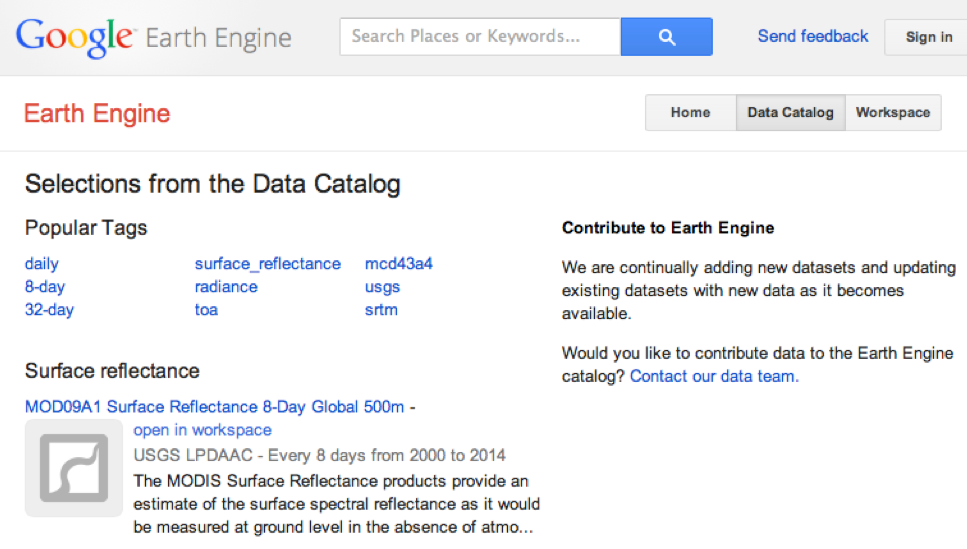 Google Earth Engine
Search Places or Keywords...
Send feedback
Sign in
Earth Engine
Home
Data Catalog
Workspace
Selections from the Data Catalog
Popular Tags
daily
surface_reflectance
mcd43a4
8-day
radiance
usgs
32-day
toa
srtm
Surface reflectance
MOD09A1 Surface Reflectance 8-Day Global 500m -
open in workspace
USGS LPDAAC - Every 8 days from 2000 to 2014
The MODIS Surface Reflectance products provide an
estimate of the surface spectral reflectance as it would
be measured at ground level in the absence of atmo...
Contribute to Earth Engine
We are continually adding new datasets and updating
existing datasets with new data as it becomes
available.
Would you like to contribute data to the Earth Engine
catalog? Contact our data team.